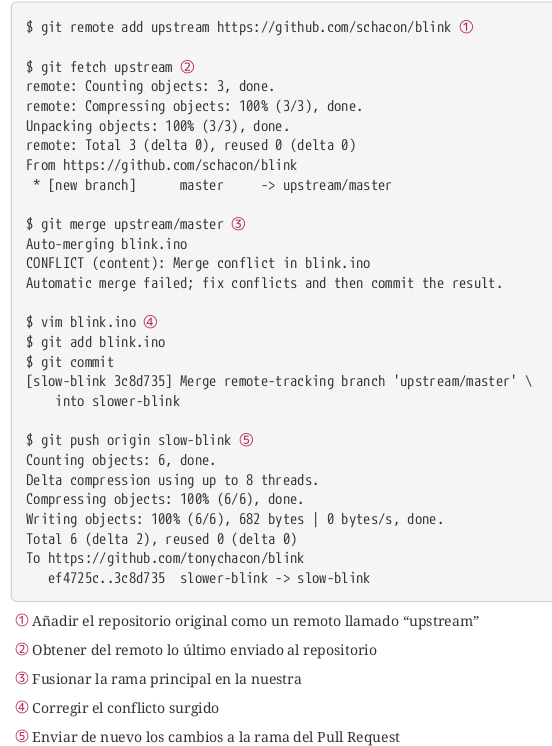 $ git remote add upstream https://github.com/schacon/blink ①
$ git fetch upstream ②
remote: Counting objects: 3, done.
remote: Compressing objects: 100% (3/3), done.
Unpacking objects: 100% (3/3), done.
remote: Total 3 (delta 0), reused 0 (delta 0)
From https://github.com/schacon/blink
 * [new branch]      master     -> upstream/master
$ git merge upstream/master ③
Auto-merging blink.ino
CONFLICT (content): Merge conflict in blink.ino
Automatic merge failed; fix conflicts and then commit the result.
$ vim blink.ino ④
$ git add blink.ino
$ git commit
[slow-blink 3c8d735] Merge remote-tracking branch 'upstream/master' \
    into slower-blink
$ git push origin slow-blink ⑤
Counting objects: 6, done.
Delta compression using up to 8 threads.
Compressing objects: 100% (6/6), done.
Writing objects: 100% (6/6), 682 bytes | 0 bytes/s, done.
Total 6 (delta 2), reused 0 (delta 0)
To https://github.com/tonychacon/blink
   ef4725c..3c8d735  slower-blink -> slow-blink
① Añadir el repositorio original como un remoto llamado “upstream”
② Obtener del remoto lo último enviado al repositorio
③ Fusionar la rama principal en la nuestra
④ Corregir el conflicto surgido
⑤ Enviar de nuevo los cambios a la rama del Pull Request